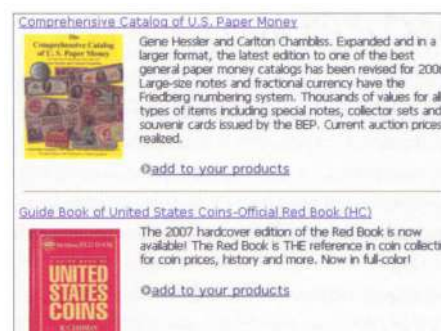 Comprehensive Catalog of U.S. Paper Money
The
Comprehensive Catalog
of U. S. Paper Money
Gene Hessler and Carlton Chambliss. Expanded and in a
larger format, the latest edition to one of the best
general paper money catalogs has been revised for 2006
Large-size notes and fractional currency have the
Friedberg numbering system. Thousands of values for all
types of items including special notes, collector sets and
souvenir cards issued by the BEP. Current auction prices
realized.
add to your products
Guide Book of United States Coins-Official Red Book (HC)
UNITED
STATES
COINS
The 2007 hardcover edition of the Red Book is now
available! The Red Book is THE reference in coin collecti
for coin prices, history and more. Now in full-color!
add to your products